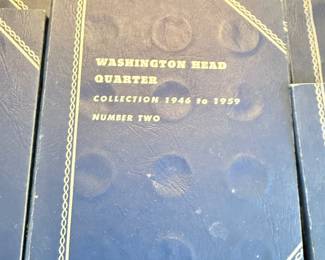 WASHINGTON HEAD
QUARTER
COLLECTION 1946 to 1959
NUMBER TWO